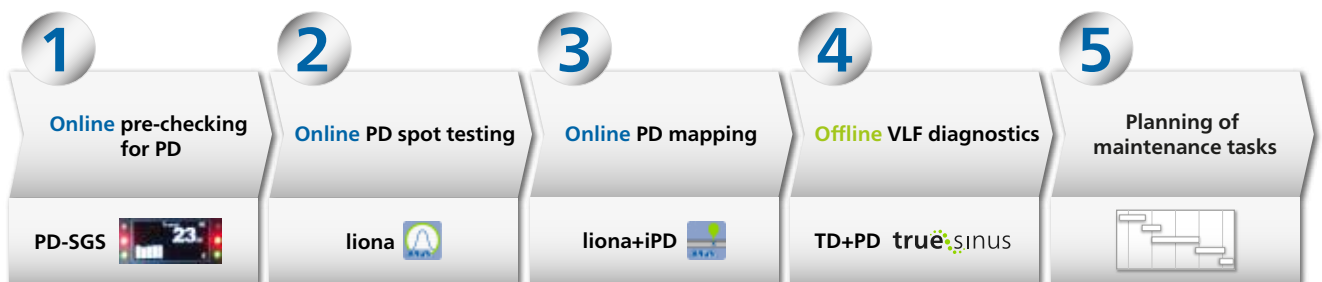 1
Online pre-checking
for PD
PD-SGS
23
2
Online PD spot testing
liona
3
Online PD mapping
liona+iPD
4
Offline VLF diagnostics
TD+PD truesinus
5
Planning of
maintenance tasks